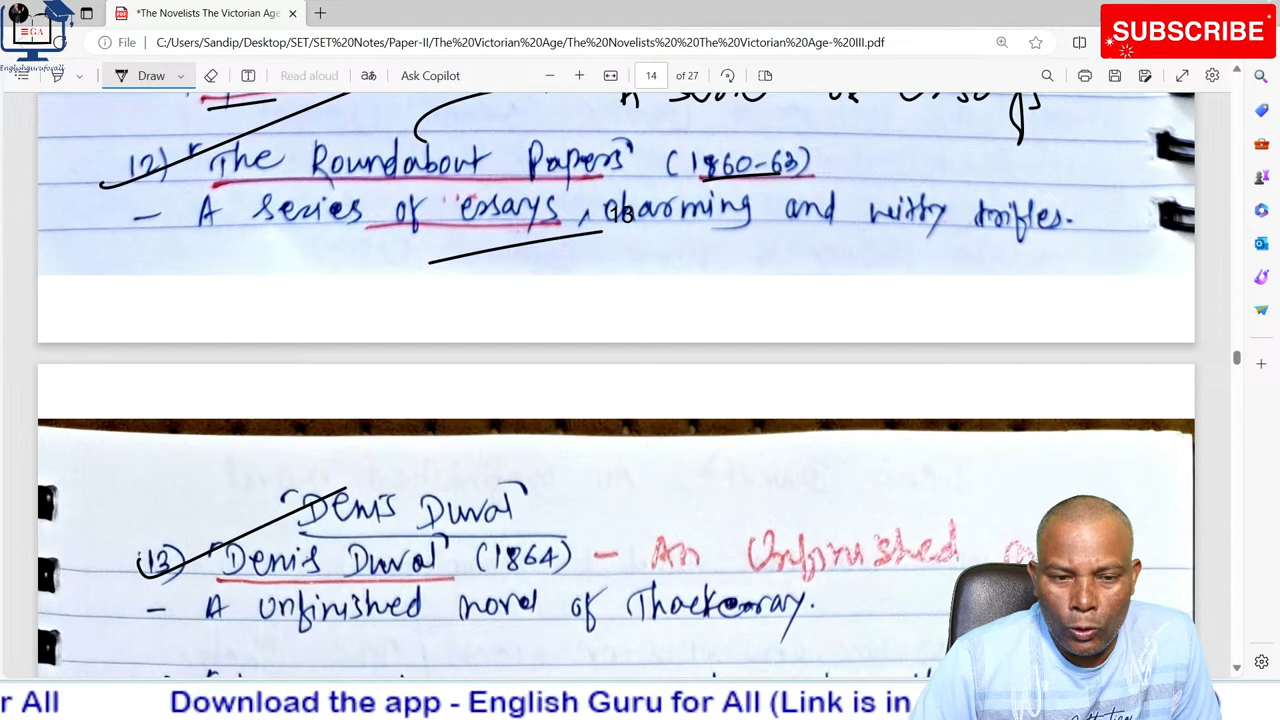 *The Novelists The Victorian Age
SUBSCRIBE
EGA
Englishguruforall
File
C:/Users/Sandip/Desktop/SET/SET%20Notes/Paper-II/The%20Victorian%20Age/The%20Novelists%20%20The%20Victorian%20Age-%20III.pdf
Draw
Read aloud
Ask Copilot
14 of 27
12) "The Roundabout Papers" (1860-63)
- A series of essays, charming and witty trifles.
13
"Denis Duval"
13) "Denis Duval" (1864) - An Unfinished
- A unfinished novel of Thackeray.
r All
Download the app - English Guru for All (Link is in